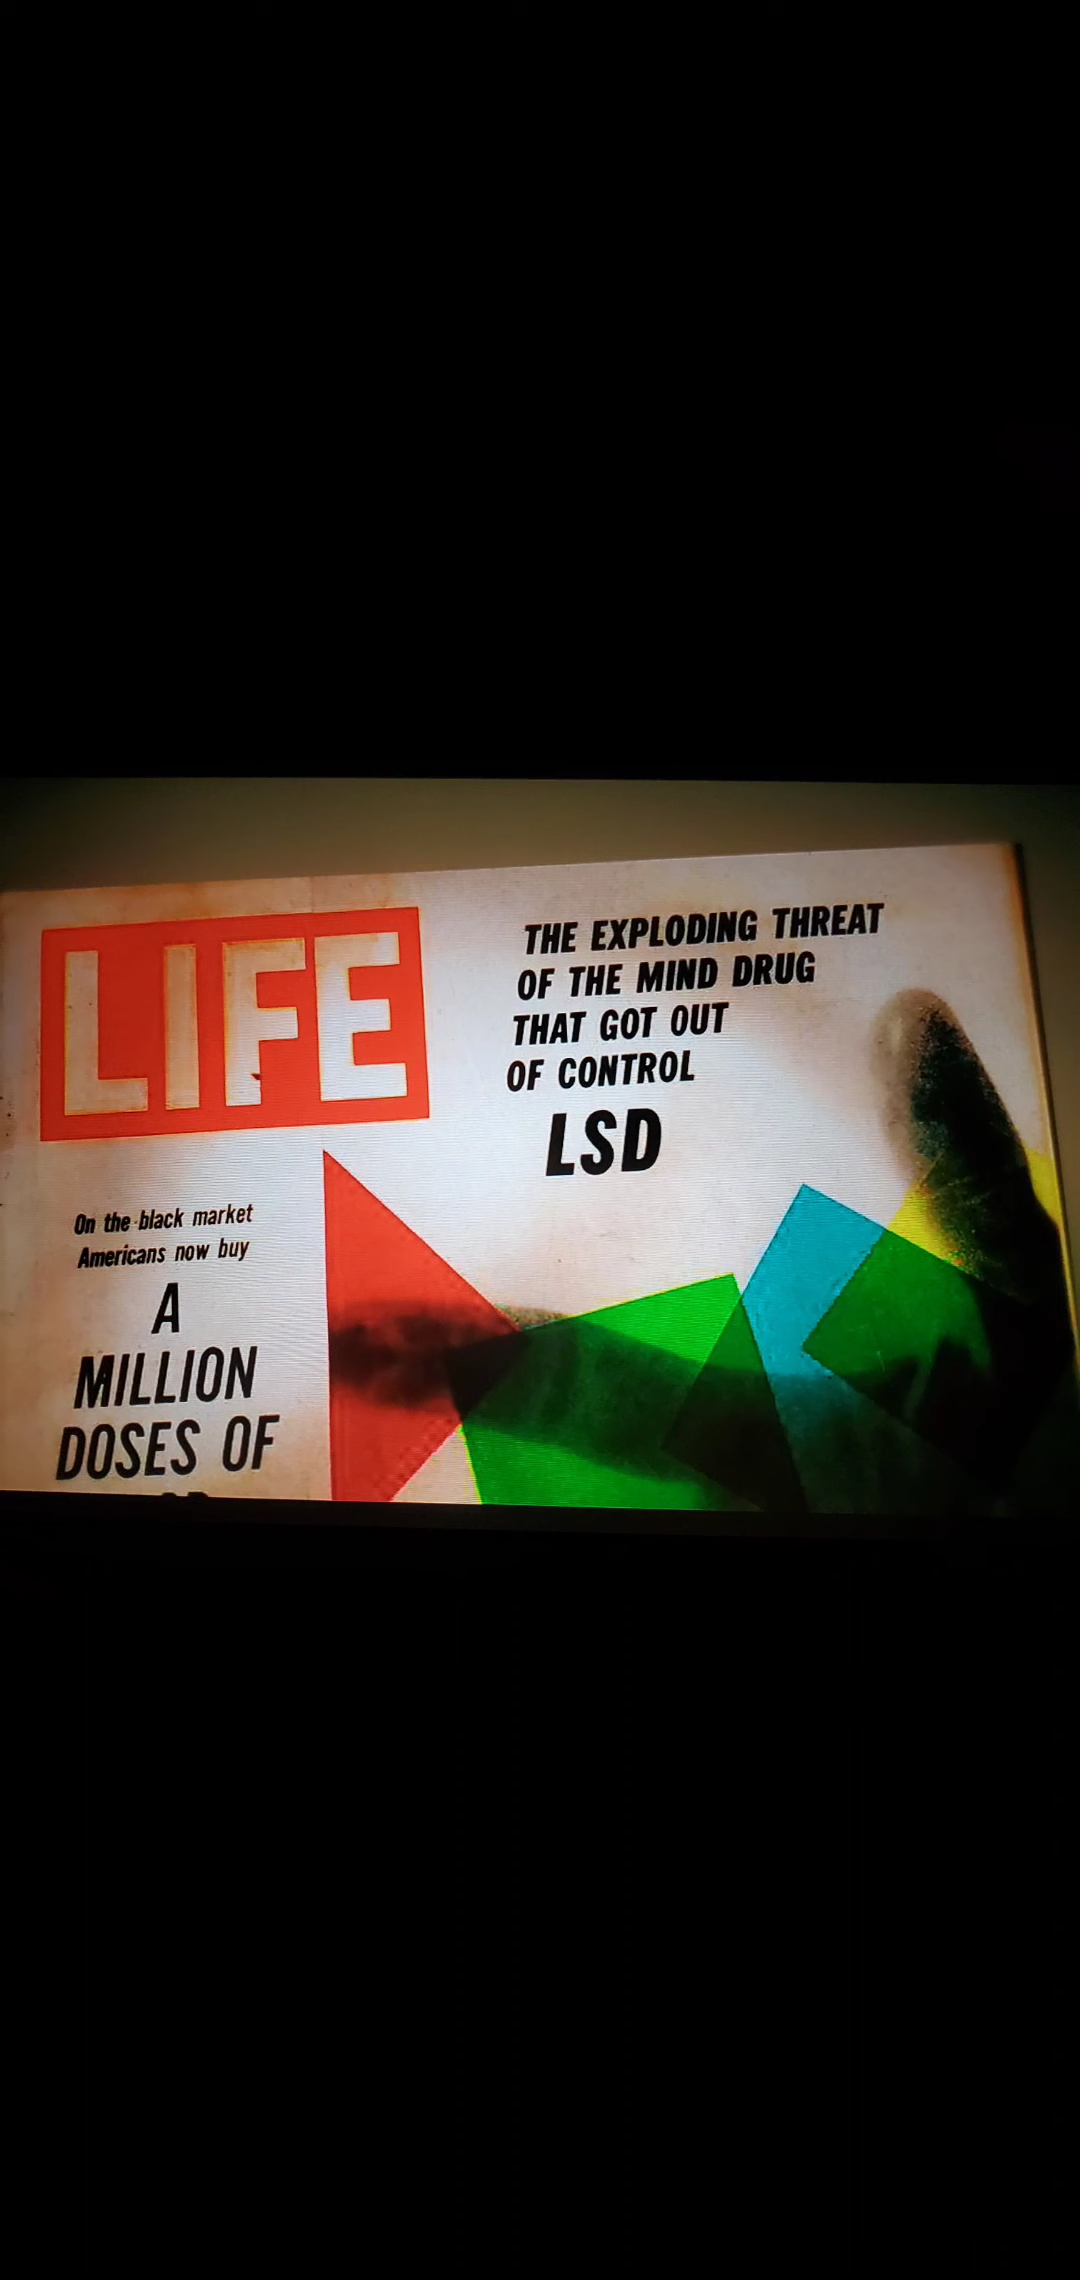 LIFE
THE EXPLODING THREAT
OF THE MIND DRUG
THAT GOT OUT
OF CONTROL
LSD
On the black market
Americans now buy
A
MILLION
DOSES OF